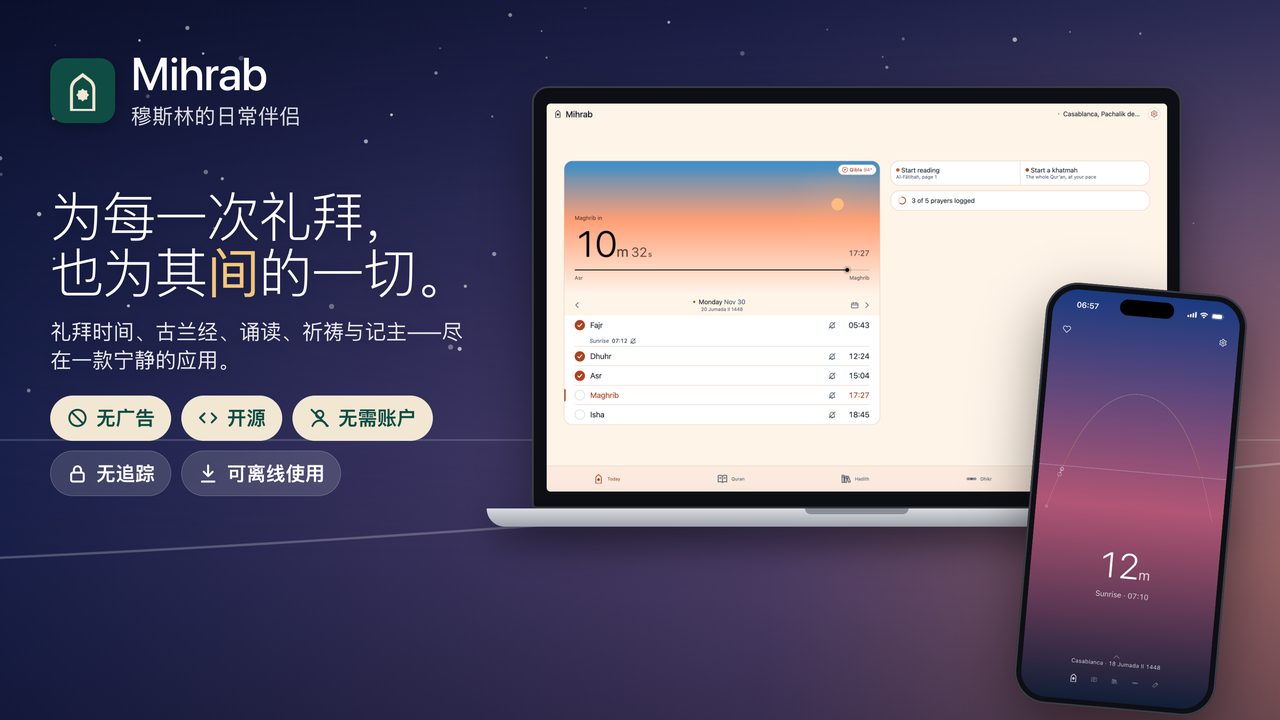 Mihrab
穆斯林的日常伴侣
为每一次礼拜，
也为其间的一切。
礼拜时间、古兰经、诵读、祈祷与记主——尽
在一款宁静的应用。
无广告
开源
无需账户
无追踪
可离线使用
Mihrab
Casablanca, Pachalik de...
Qibla 94°
Maghrib in
10m 32s
17:27
Asr
Maghrib
Monday Nov 30
20 Jumada II 1448
Fajr 05:43
Sunrise 07:12
Dhuhr 12:24
Asr 15:04
Maghrib 17:27
Isha 18:45
Start reading
Al-Fātiḥah, page 1
Start a khatmah
The whole Qur'an, at your pace
3 of 5 prayers logged
Today
Quran
Hadith
Dhikr
06:57
12m
Sunrise · 07:10
Casablanca · 18 Jumada II 1448